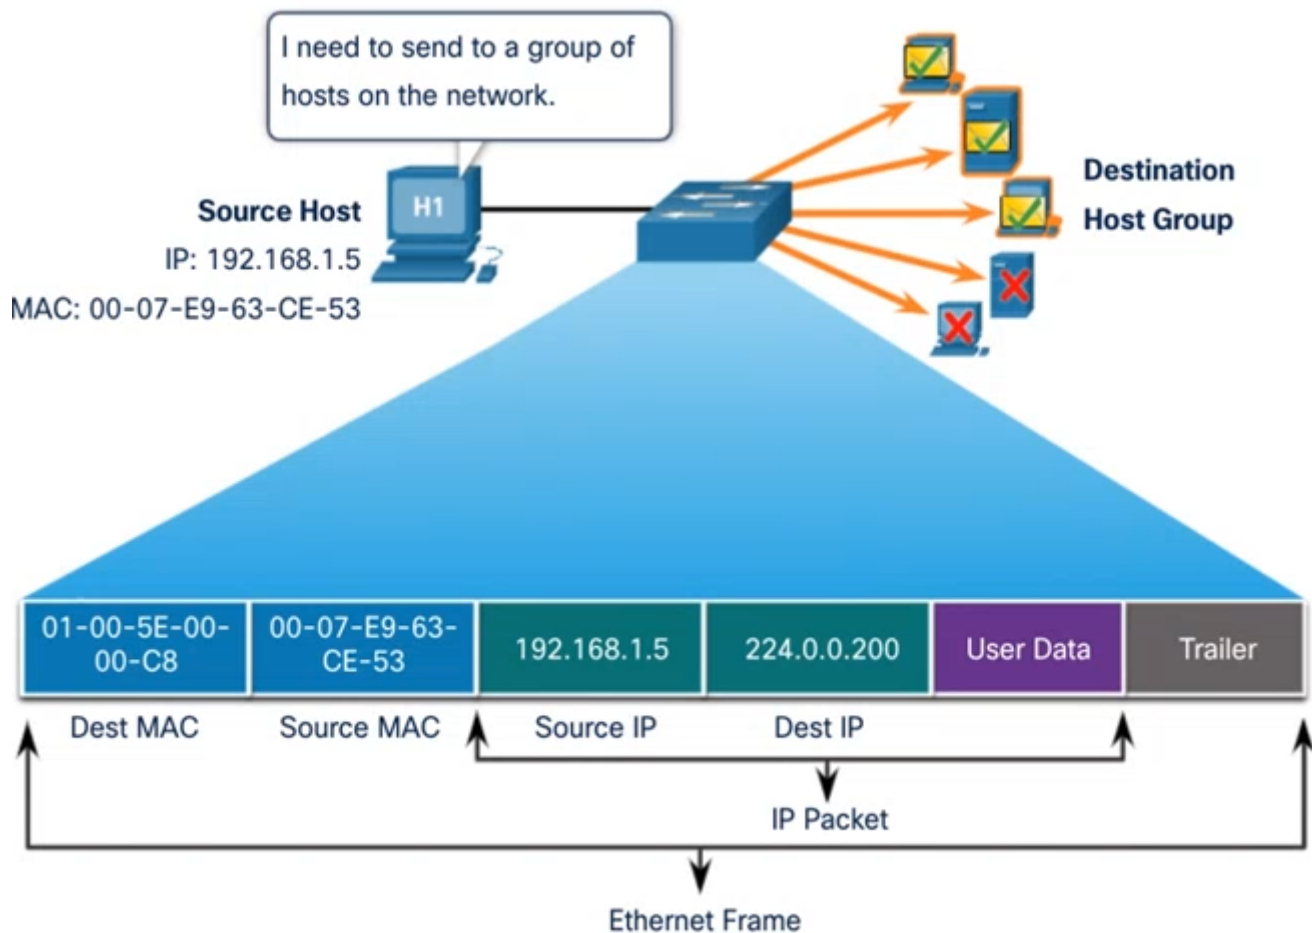 I need to send to a group of
hosts on the network.
H1
Source Host
IP: 192.168.1.5
MAC: 00-07-E9-63-CE-53
Destination
Host Group
01-00-5E-00-
00-C8
00-07-E9-63-
CE-53
192.168.1.5
224.0.0.200
User Data
Trailer
Dest MAC
Source MAC
Source IP
Dest IP
IP Packet
Ethernet Frame